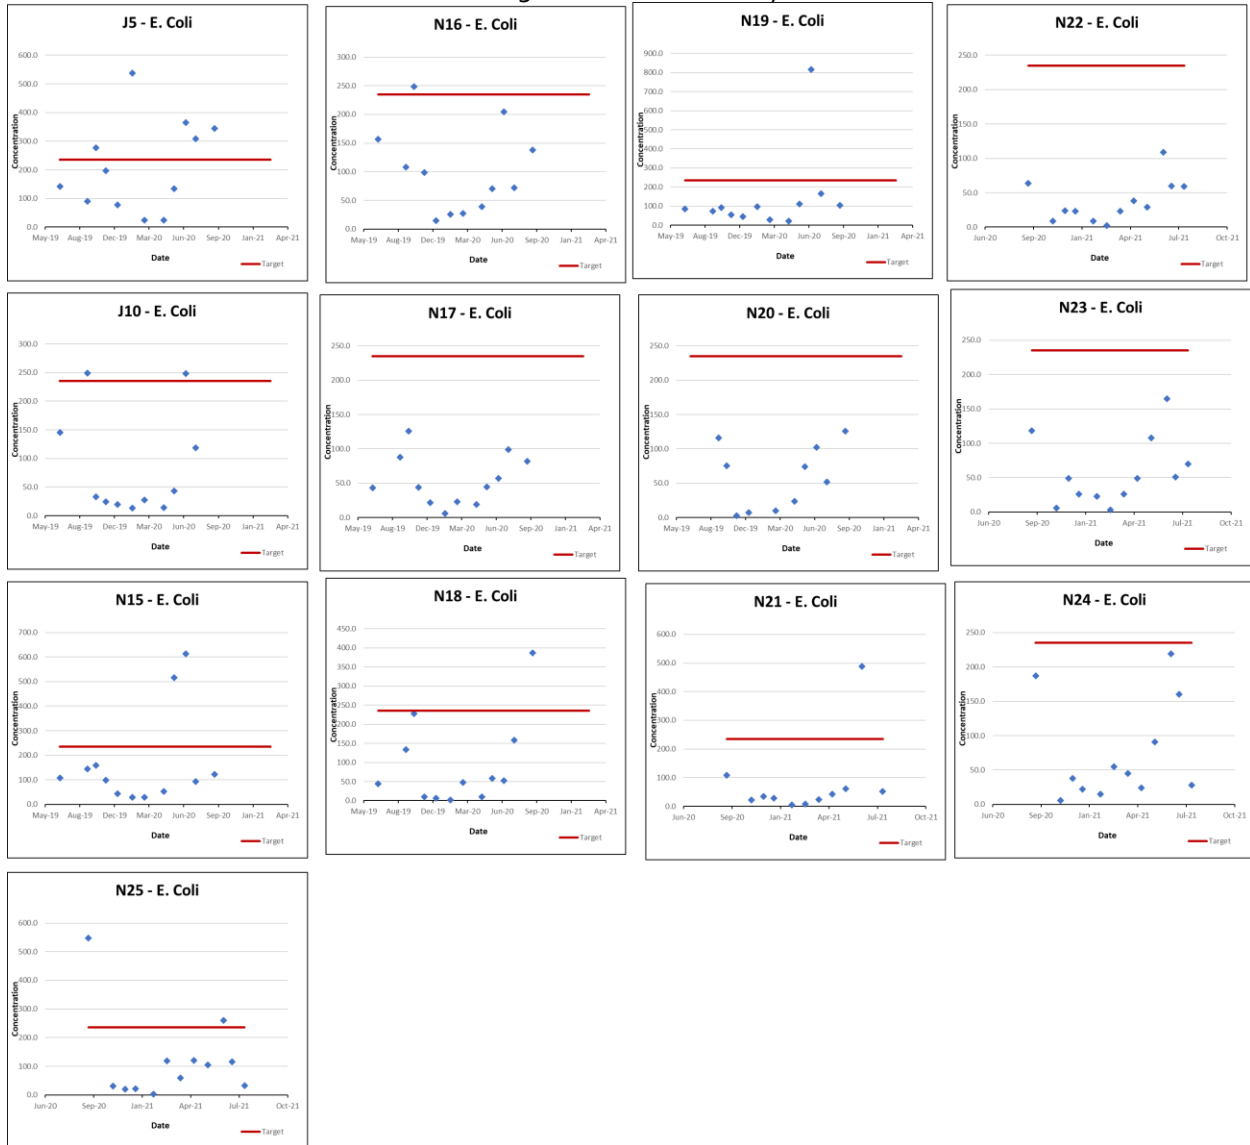 J5 - E. Coli
600.0
500.0
400.0
300.0
200.0
100.0
0.0
Concentration
May-19 Aug-19 Dec-19 Mar-20 Jun-20 Sep-20 Jan-21 Apr-21
Date
Target
N16 - E. Coli
300.0
250.0
200.0
150.0
100.0
50.0
0.0
Concentration
May-19 Aug-19 Dec-19 Mar-20 Jun-20 Sep-20 Jan-21 Apr-21
Date
Target
N19 - E. Coli
900.0
800.0
700.0
600.0
500.0
400.0
300.0
200.0
100.0
0.0
Concentration
May-19 Aug-19 Dec-19 Mar-20 Jun-20 Sep-20 Jan-21 Apr-21
Date
Target
N22 - E. Coli
250.0
200.0
150.0
100.0
50.0
0.0
Concentration
Jun-20 Sep-20 Jan-21 Apr-21 Jul-21 Oct-21
Date
Target
J10 - E. Coli
300.0
250.0
200.0
150.0
100.0
50.0
0.0
Concentration
May-19 Aug-19 Dec-19 Mar-20 Jun-20 Sep-20 Jan-21 Apr-21
Date
Target
N17 - E. Coli
250.0
200.0
150.0
100.0
50.0
0.0
Concentration
May-19 Aug-19 Dec-19 Mar-20 Jun-20 Sep-20 Jan-21 Apr-21
Date
Target
N20 - E. Coli
250.0
200.0
150.0
100.0
50.0
0.0
Concentration
May-19 Aug-19 Dec-19 Mar-20 Jun-20 Sep-20 Jan-21 Apr-21
Date
Target
N23 - E. Coli
250.0
200.0
150.0
100.0
50.0
0.0
Concentration
Jun-20 Sep-20 Jan-21 Apr-21 Jul-21 Oct-21
Date
Target
N15 - E. Coli
700.0
600.0
500.0
400.0
300.0
200.0
100.0
0.0
Concentration
May-19 Aug-19 Dec-19 Mar-20 Jun-20 Sep-20 Jan-21 Apr-21
Date
Target
N18 - E. Coli
450.0
400.0
350.0
300.0
250.0
200.0
150.0
100.0
50.0
0.0
Concentration
May-19 Aug-19 Dec-19 Mar-20 Jun-20 Sep-20 Jan-21 Apr-21
Date
Target
N21 - E. Coli
600.0
500.0
400.0
300.0
200.0
100.0
0.0
Concentration
Jun-20 Sep-20 Jan-21 Apr-21 Jul-21 Oct-21
Date
Target
N24 - E. Coli
250.0
200.0
150.0
100.0
50.0
0.0
Concentration
Jun-20 Sep-20 Jan-21 Apr-21 Jul-21 Oct-21
Date
Target
N25 - E. Coli
600.0
500.0
400.0
300.0
200.0
100.0
0.0
Concentration
Jun-20 Sep-20 Jan-21 Apr-21 Jul-21 Oct-21
Date
Target